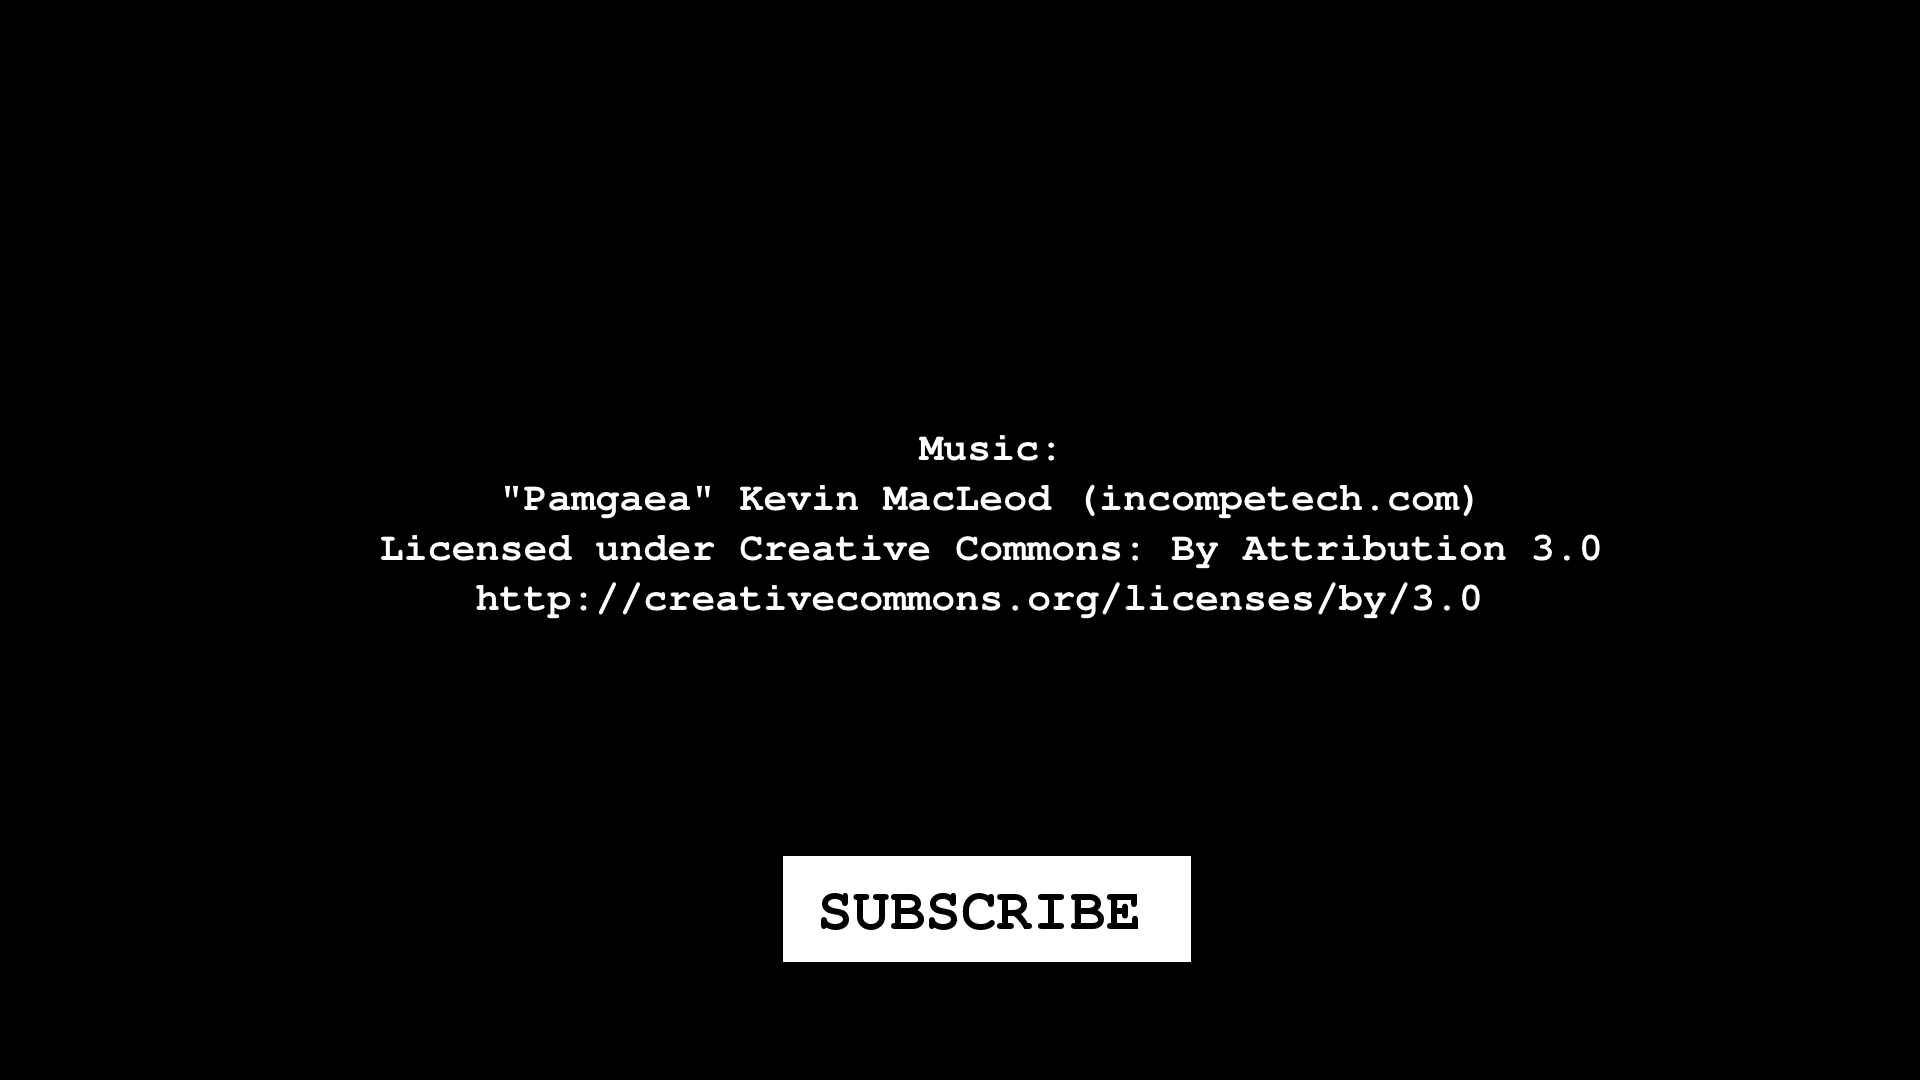 Music:
"Pamgaea" Kevin MacLeod (incompetech.com)
Licensed under Creative Commons: By Attribution 3.0
http://creativecommons.org/licenses/by/3.0
SUBSCRIBE